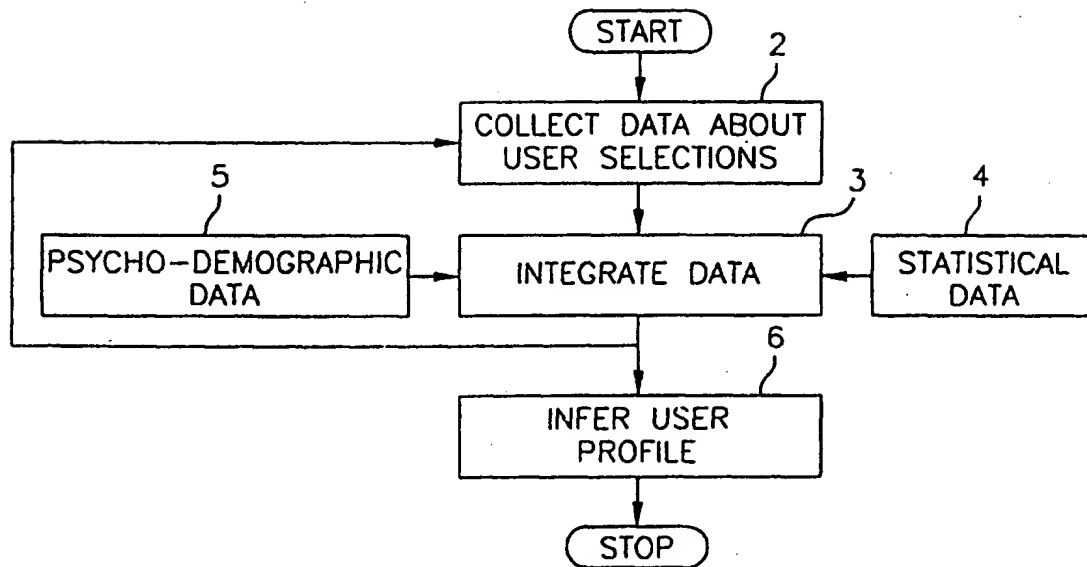 START
2
COLLECT DATA ABOUT
USER SELECTIONS
5
3
4
PSYCHO-DEMOGRAPHIC
DATA
INTEGRATE DATA
STATISTICAL
DATA
6
INFER USER
PROFILE
STOP